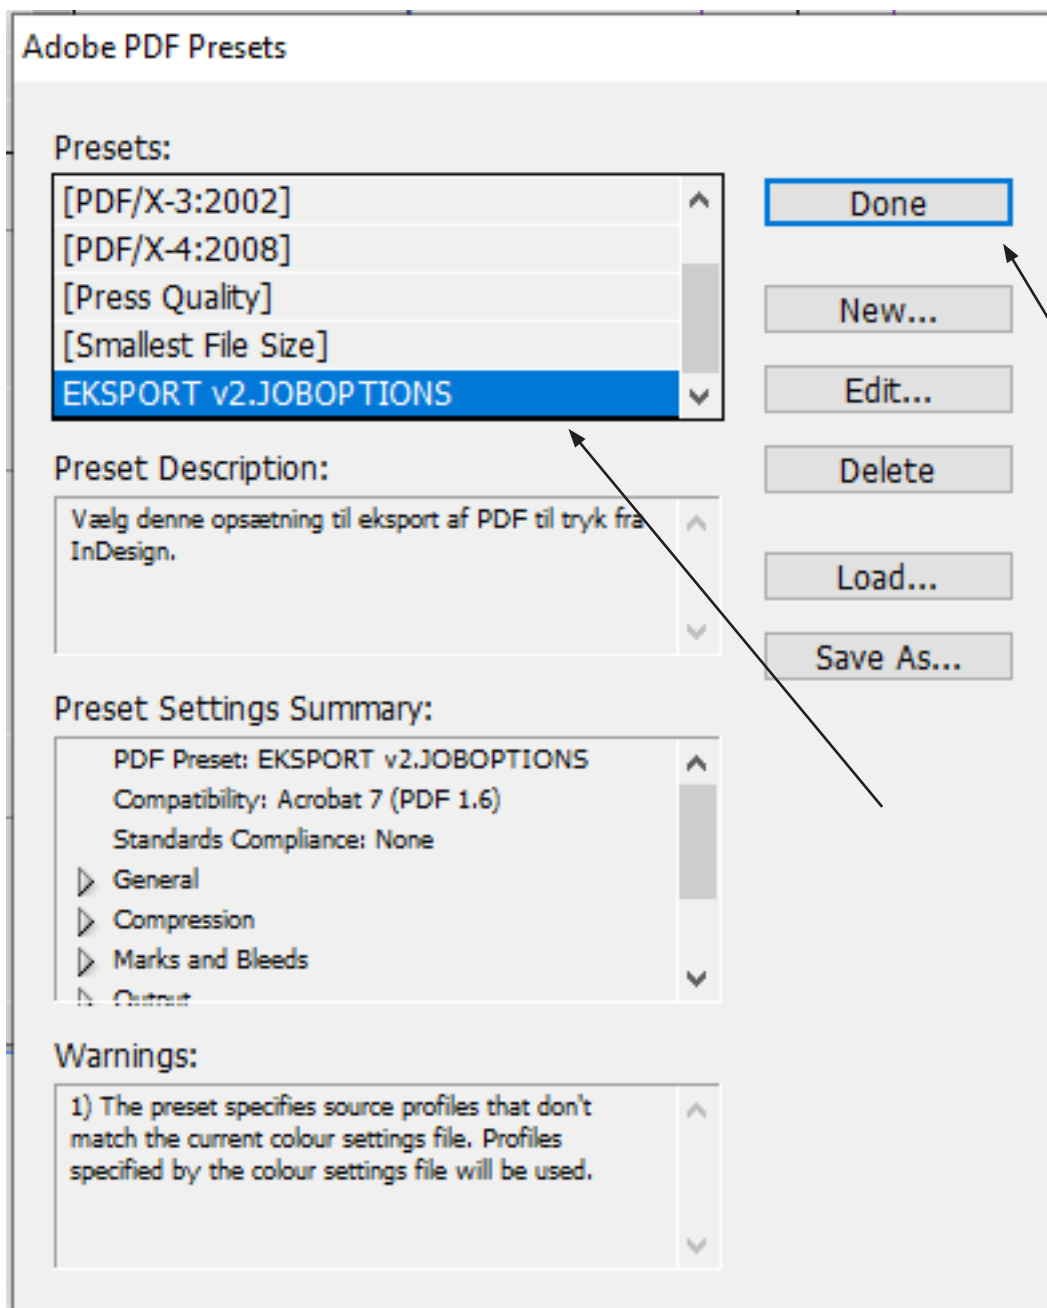 Adobe PDF Presets
Presets:
[PDF/X-3:2002]
[PDF/X-4:2008]
[Press Quality]
[Smallest File Size]
EKSPORT v2.JOBOPTIONS
Done
New...
Edit...
Delete
Load...
Save As...
Preset Description:
Vælg denne opsætning til eksport af PDF til tryk fra
InDesign.
Preset Settings Summary:
PDF Preset: EKSPORT v2.JOBOPTIONS
Compatibility: Acrobat 7 (PDF 1.6)
Standards Compliance: None
General
Compression
Marks and Bleeds
Output
Warnings:
1) The preset specifies source profiles that don't
match the current colour settings file. Profiles
specified by the colour settings file will be used.